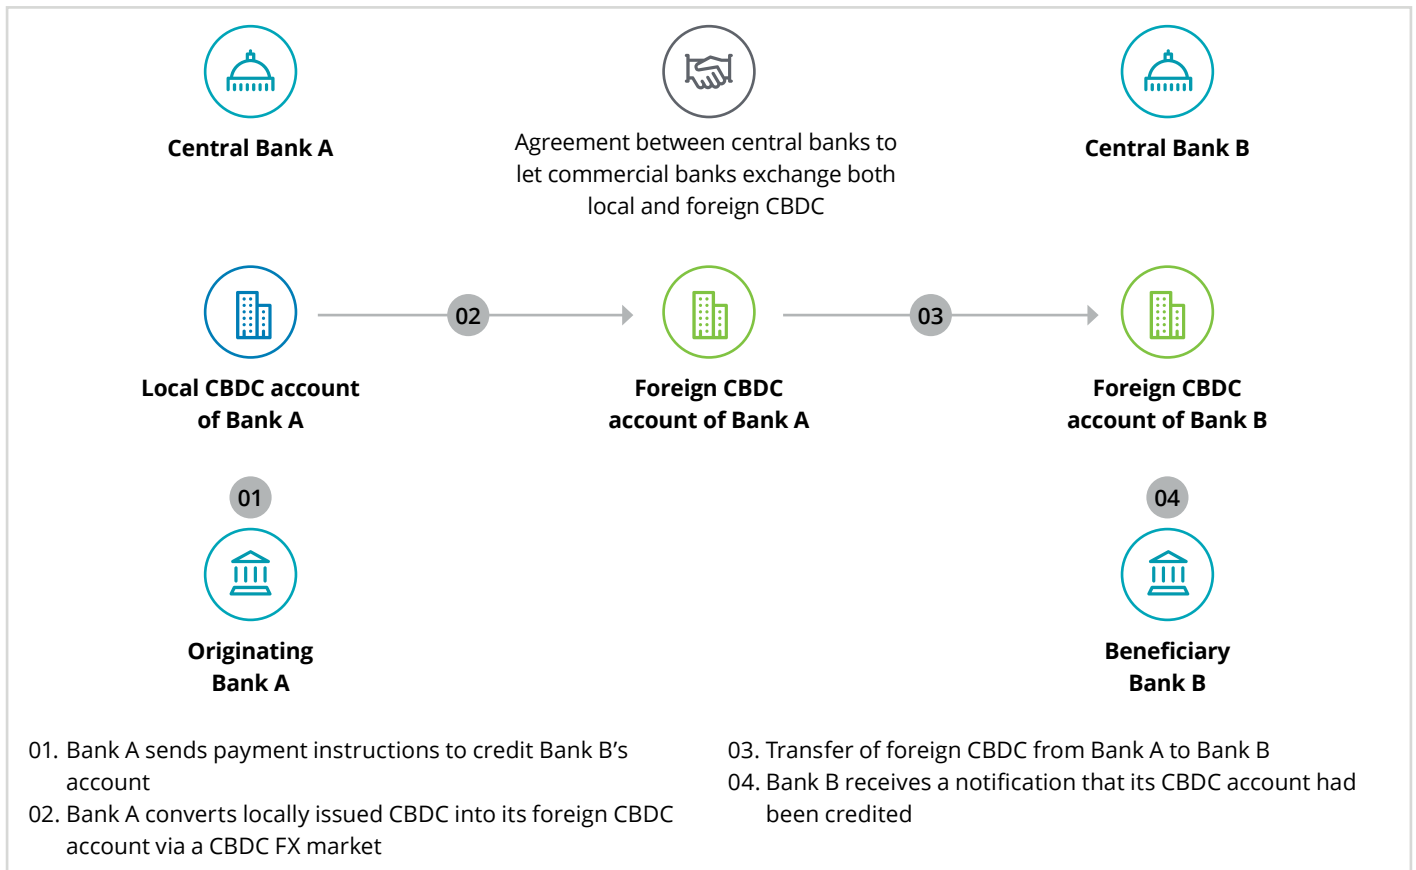 Central Bank A
Agreement between central banks to
let commercial banks exchange both
local and foreign CBDC
Central Bank B
02
03
Local CBDC account
of Bank A
Foreign CBDC
account of Bank A
Foreign CBDC
account of Bank B
01
04
Originating
Bank A
Beneficiary
Bank B
01. Bank A sends payment instructions to credit Bank B’s
account
02. Bank A converts locally issued CBDC into its foreign CBDC
account via a CBDC FX market
03. Transfer of foreign CBDC from Bank A to Bank B
04. Bank B receives a notification that its CBDC account had
been credited